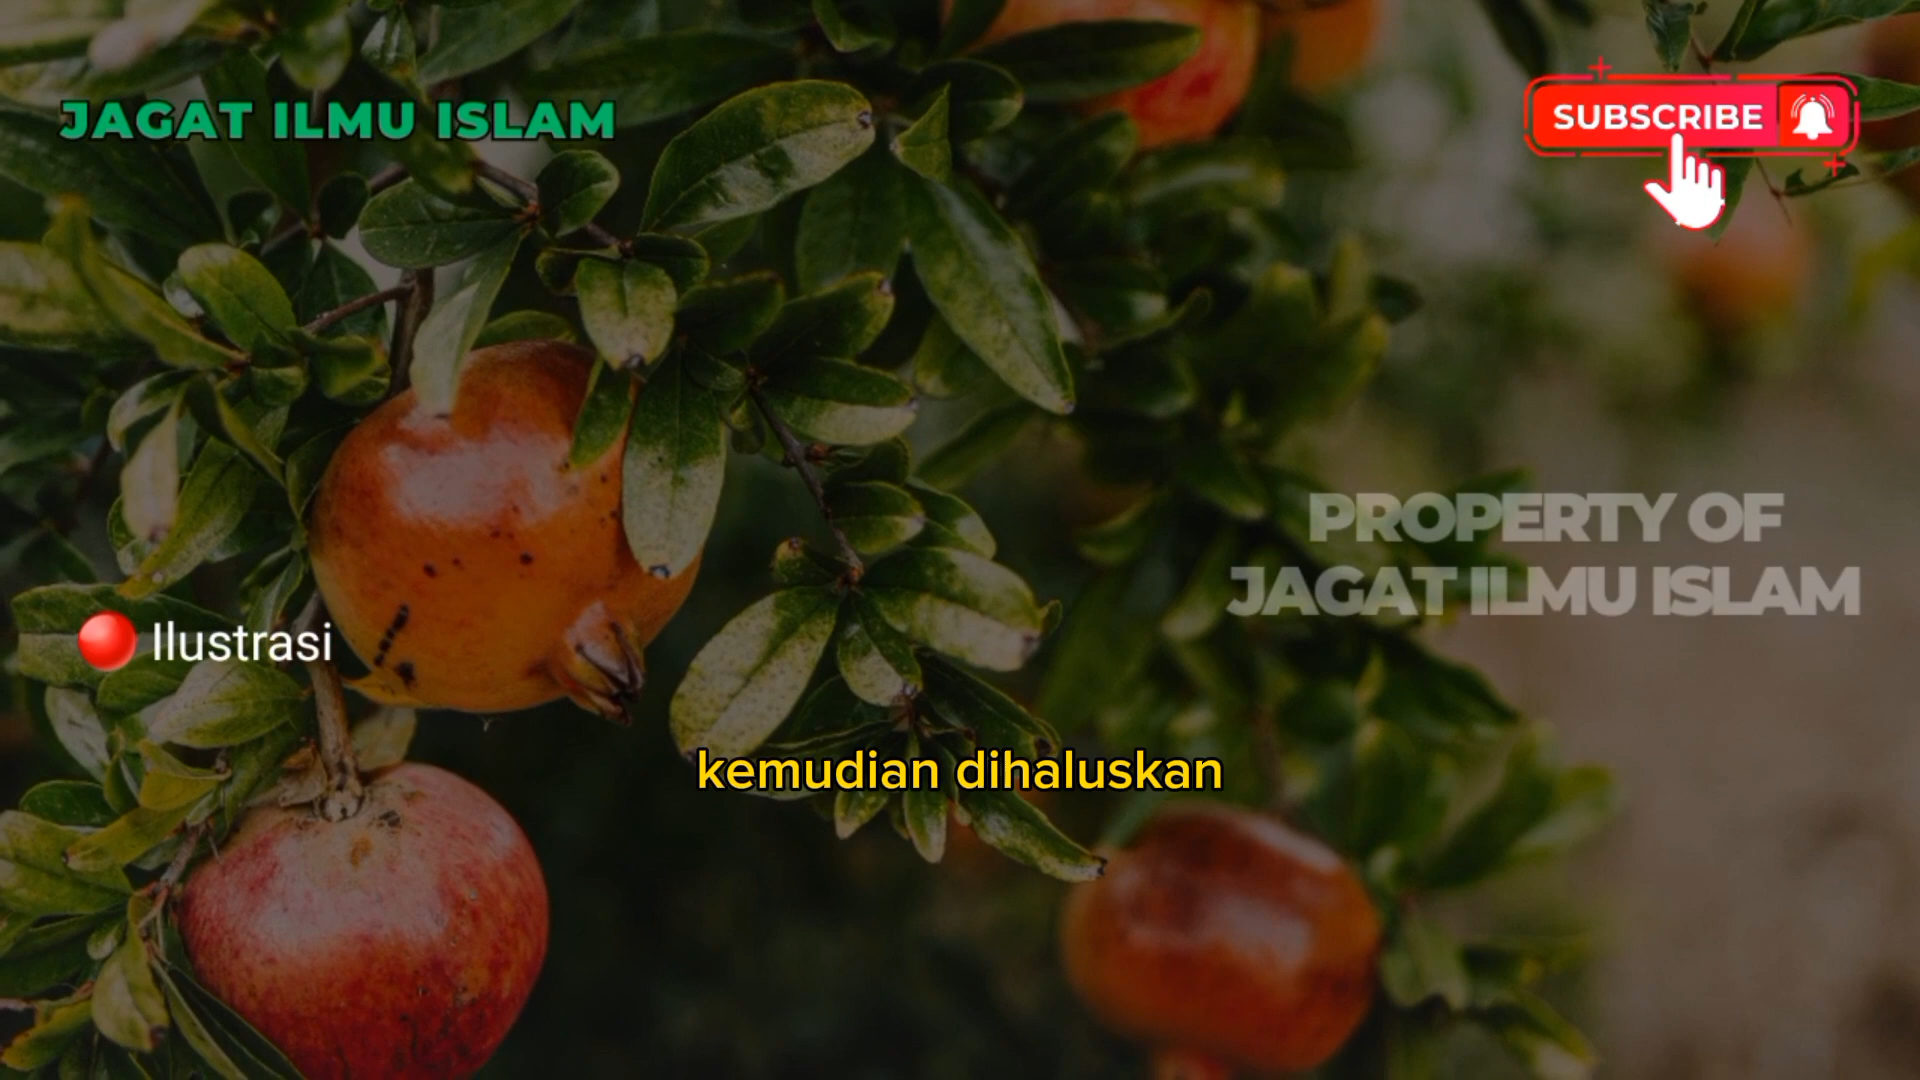 JAGAT ILMU ISLAM
SUBSCRIBE
PROPERTY OF
JAGAT ILMU ISLAM
Ilustrasi
kemudian dihaluskan